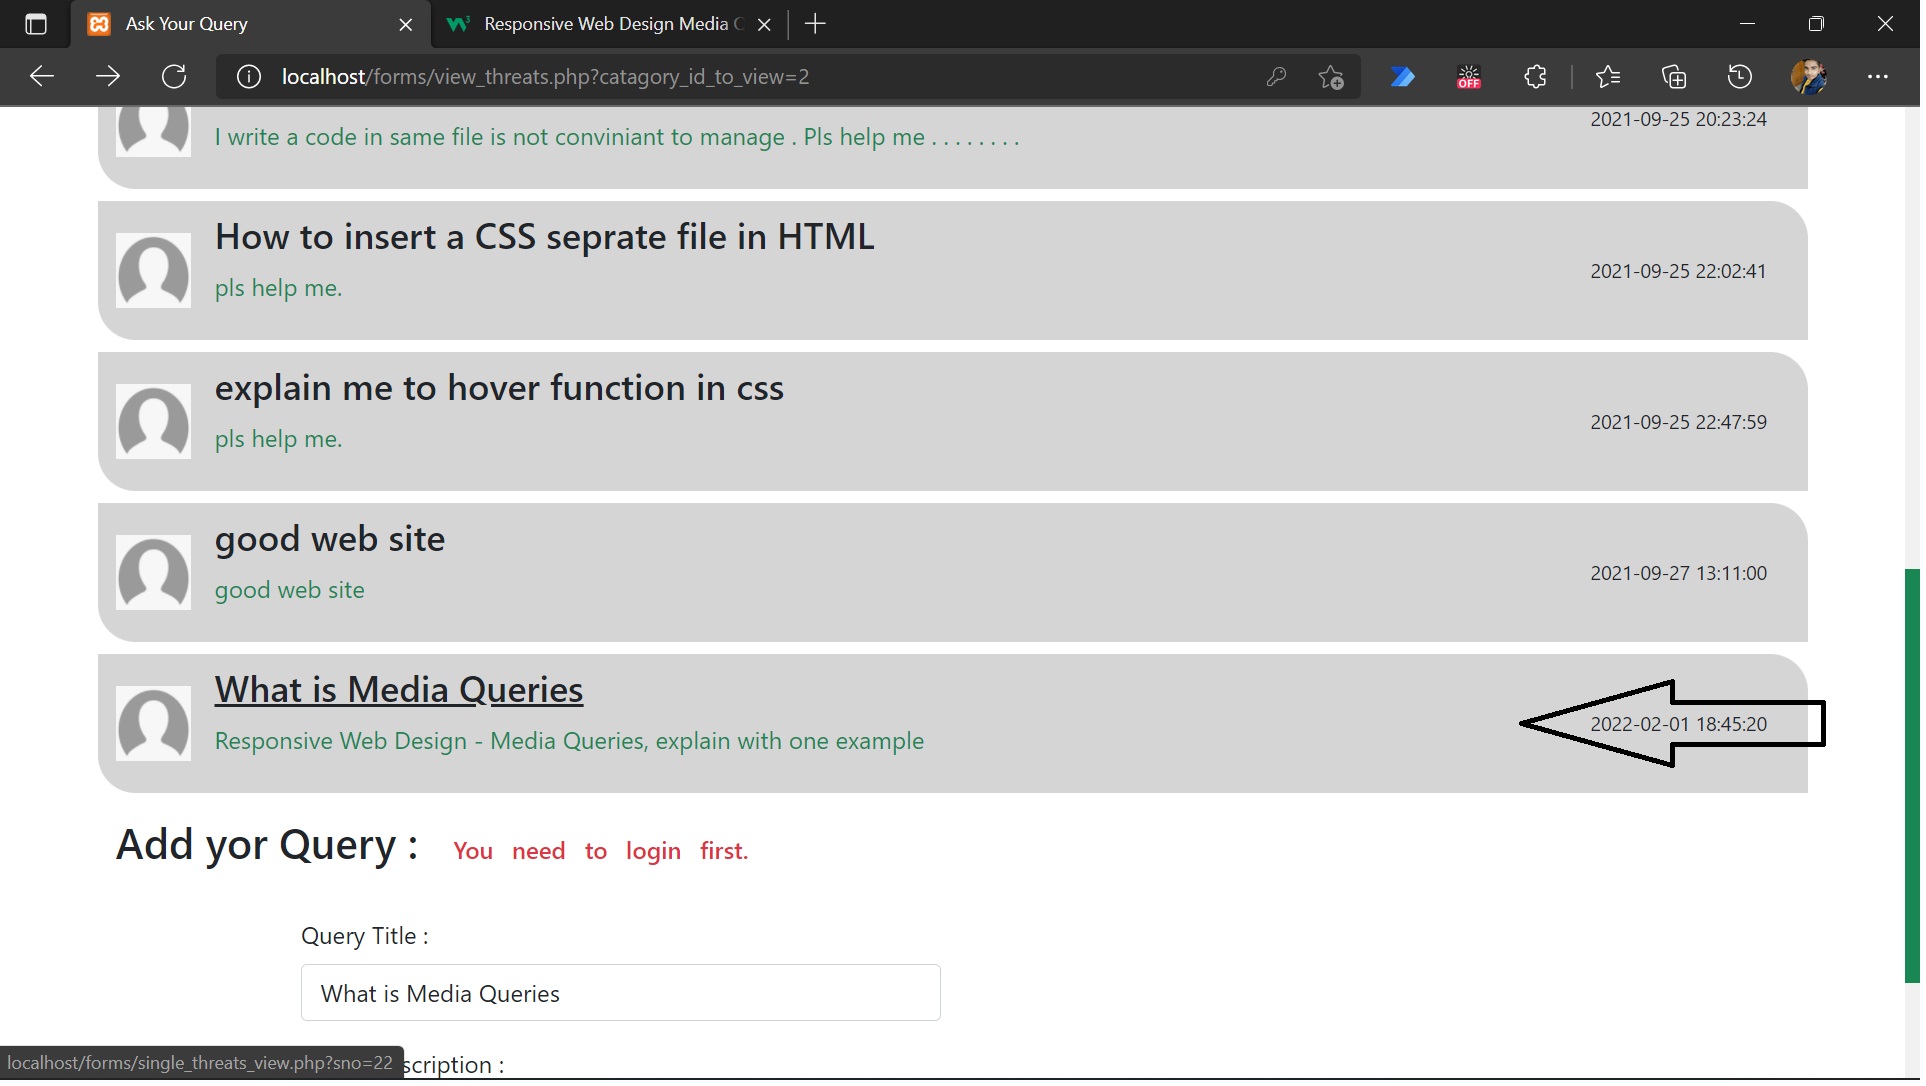 Ask Your Query
Responsive Web Design Media
localhost/forms/view_threats.php?catagory_id_to_view=2
OFF
2021-09-25 20:23:24
I write a code in same file is not conviniant to manage . Pls help me . . . . . . . .
How to insert a CSS seprate file in HTML
2021-09-25 22:02:41
pls help me.
explain me to hover function in css
2021-09-25 22:47:59
pls help me.
good web site
2021-09-27 13:11:00
good web site
What is Media Queries
2022-02-01 18:45:20
Responsive Web Design - Media Queries, explain with one example
Add yor Query : You need to login first.
Query Title :
What is Media Queries
localhost/forms/single_threats_view.php?sno=22
scription :